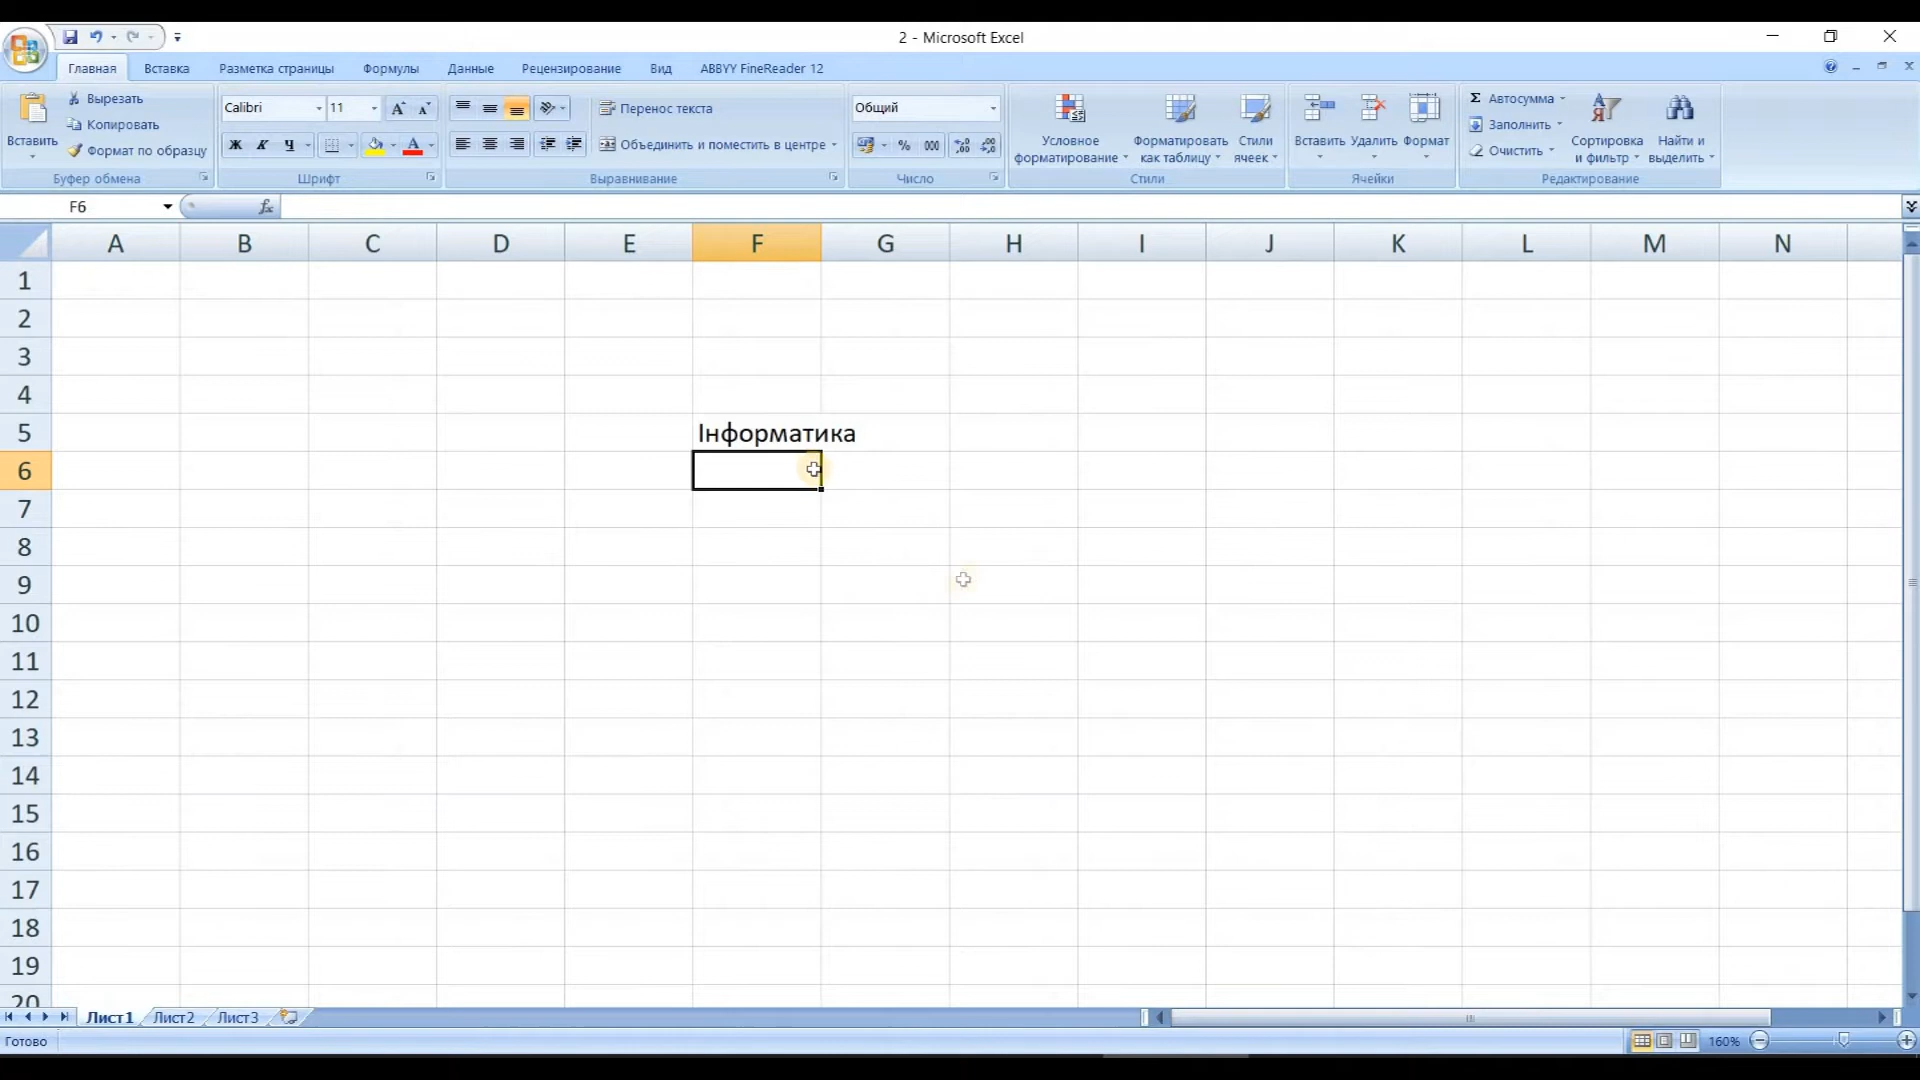 2 - Microsoft Excel
Главная Вставка Разметка страницы Формулы Данные Рецензирование Вид ABBYY FineReader 12
Вставить
Вырезать
Копировать
Формат по образцу
Буфер обмена
Calibri 11
Ж К Ч
Шрифт
Перенос текста
Объединить и поместить в центре
Выравнивание
Общий
% 000
Число
Условное форматирование
Форматировать как таблицу
Стили ячеек
Стили
Вставить Удалить Формат
Ячейки
Σ Автосумма
Заполнить
Очистить
Сортировка и фильтр
Найти и выделить
Редактирование
F6 fx
A B C D E F G H I J K L M N
1
2
3
4
5 Інформатика
6
7
8
9
10
11
12
13
14
15
16
17
18
19
20
Лист1 Лист2 Лист3
Готово 160%